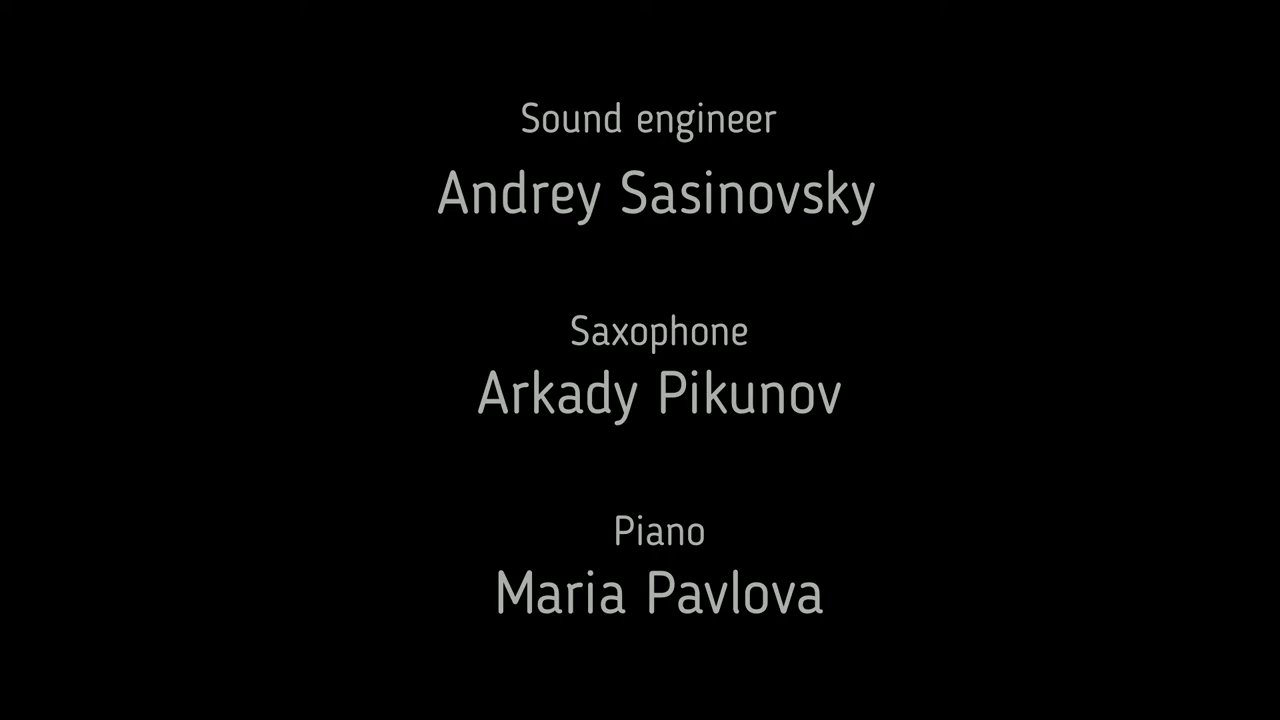 Sound engineer
Andrey Sasinovsky
Saxophone
Arkady Pikunov
Piano
Maria Pavlova